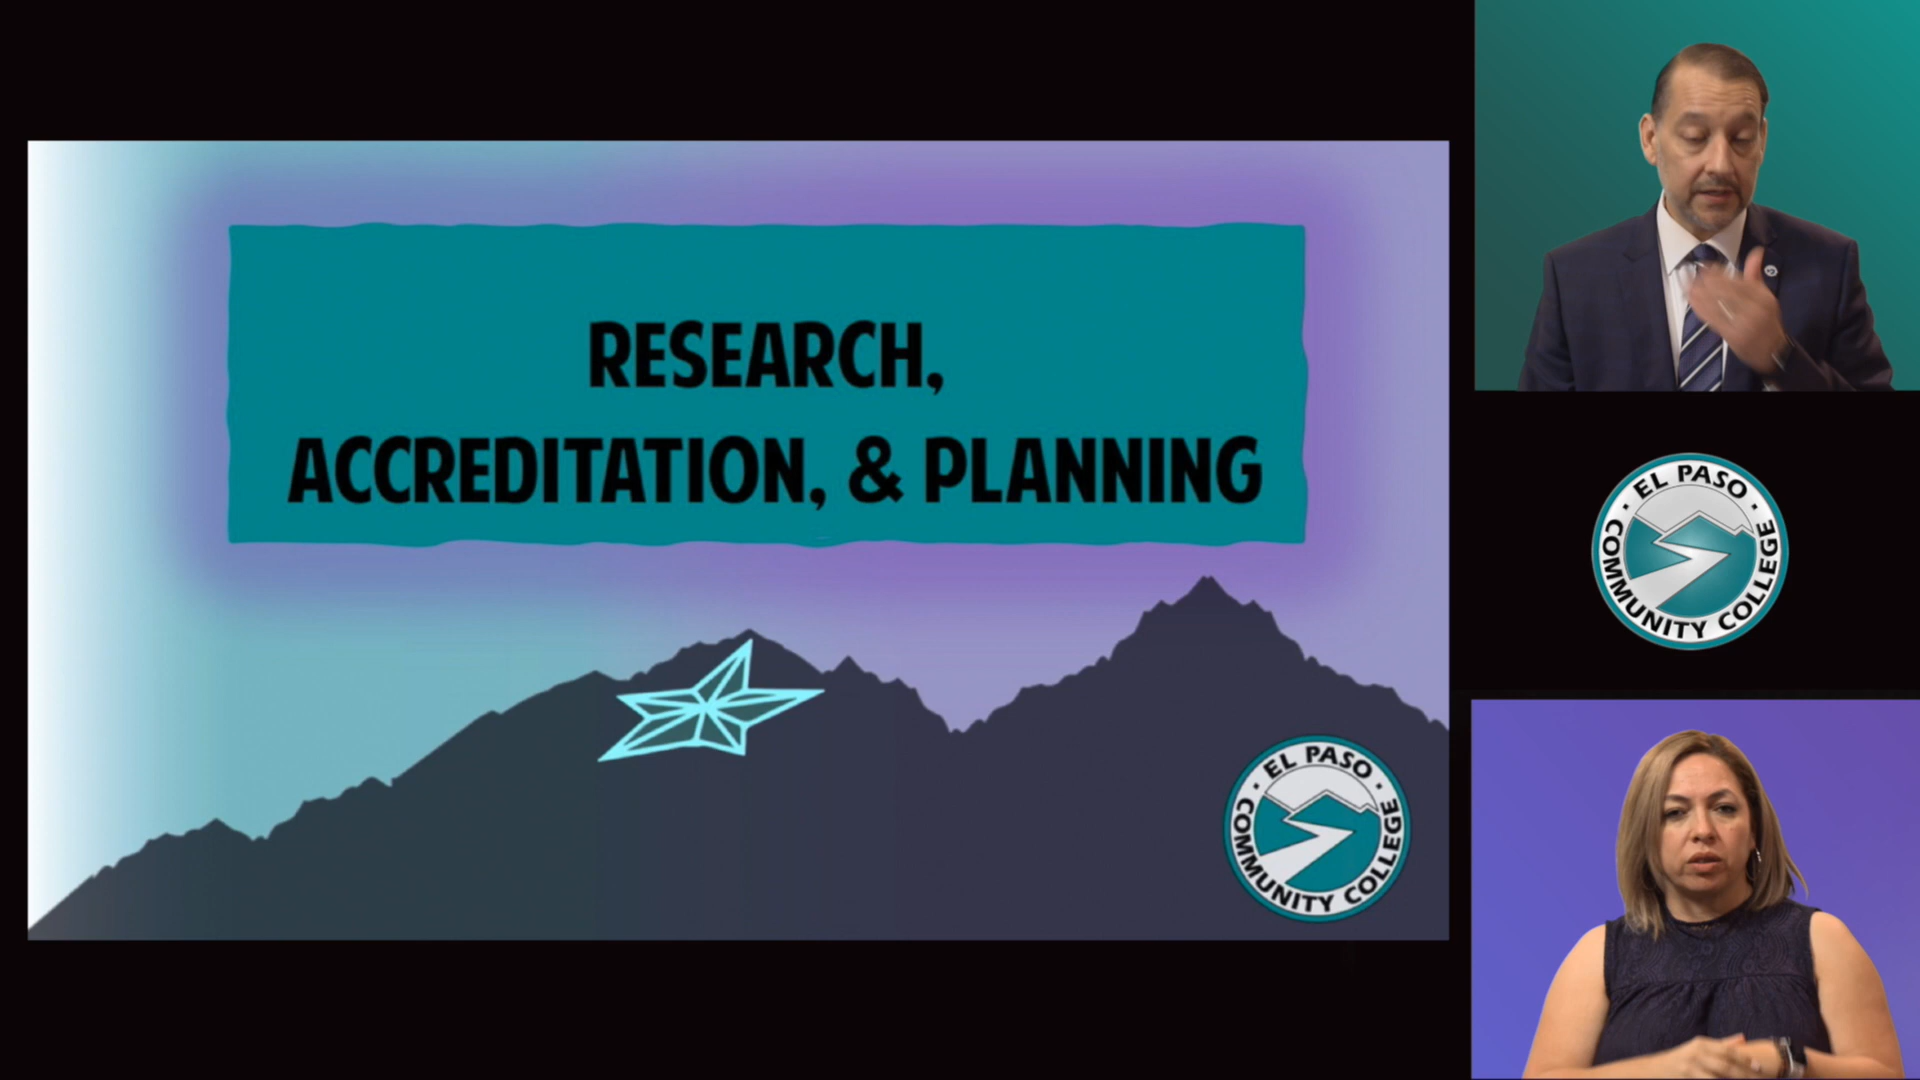 RESEARCH,
ACCREDITATION, & PLANNING
EL PASO
COMMUNITY COLLEGE
EL PASO
COMMUNITY COLLEGE